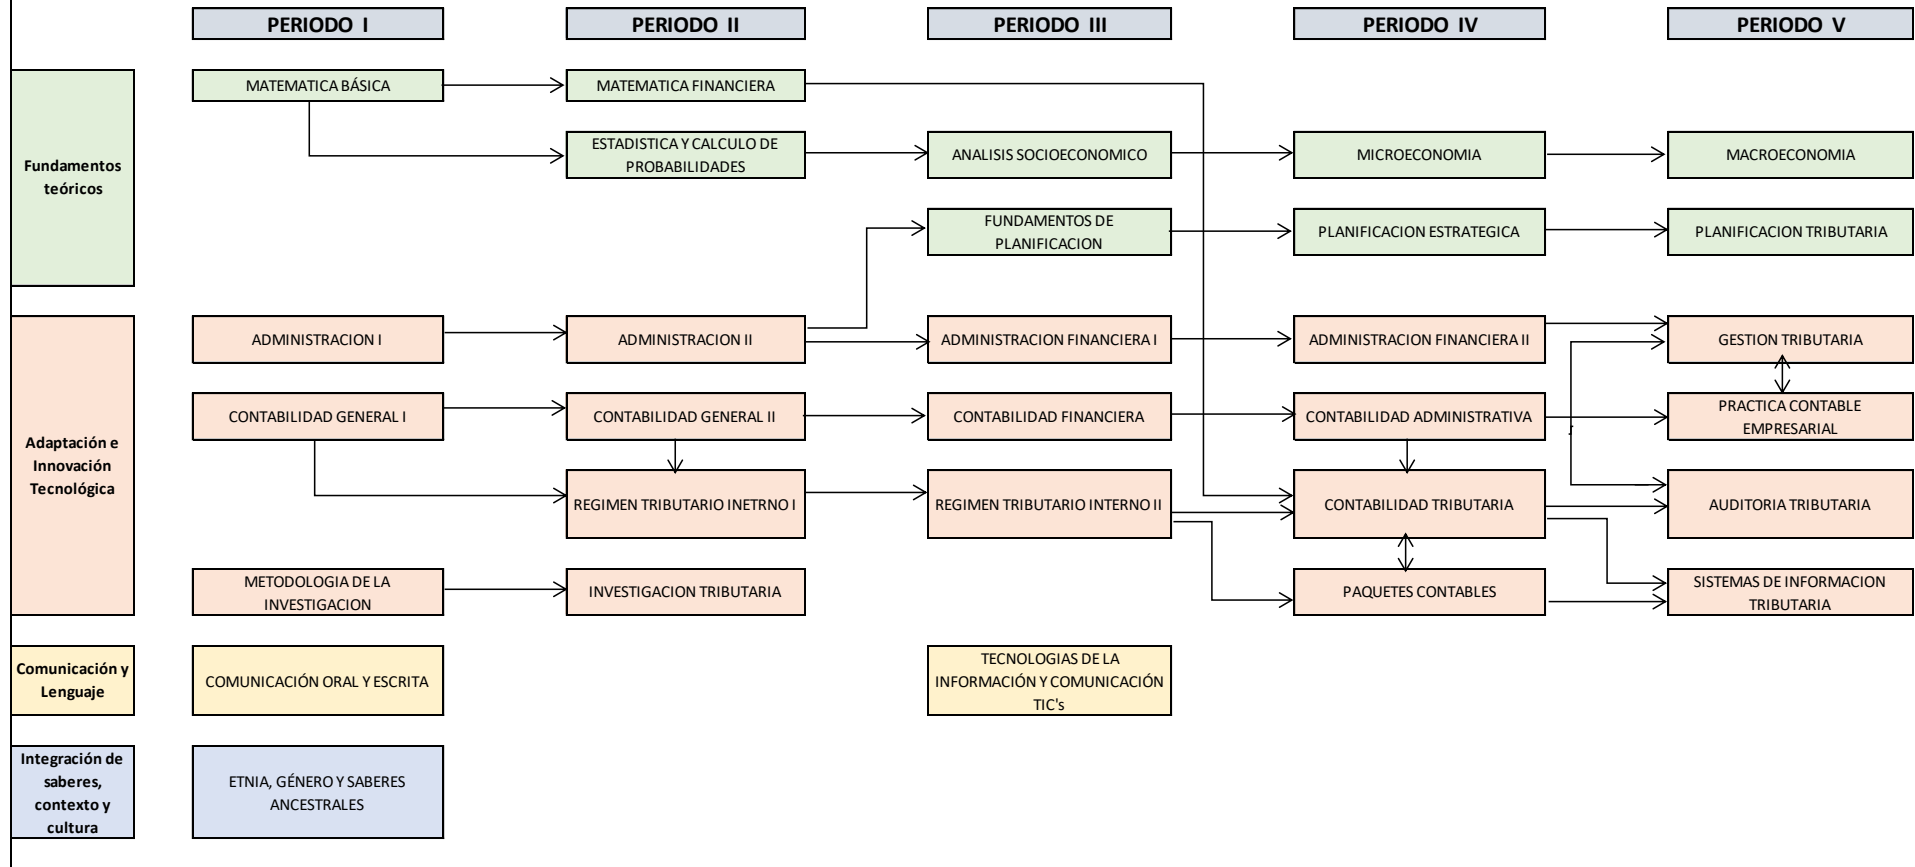 PERIODO I
PERIODO II
PERIODO III
PERIODO IV
PERIODO V
Fundamentos
teóricos
MATEMATICA BÁSICA
MATEMATICA FINANCIERA
ESTADISTICA Y CALCULO DE
PROBABILIDADES
ANALISIS SOCIOECONOMICO
MICROECONOMIA
MACROECONOMIA
FUNDAMENTOS DE
PLANIFICACION
PLANIFICACION ESTRATEGICA
PLANIFICACION TRIBUTARIA
Adaptación e
Innovación
Tecnológica
ADMINISTRACION I
ADMINISTRACION II
ADMINISTRACION FINANCIERA I
ADMINISTRACION FINANCIERA II
GESTION TRIBUTARIA
CONTABILIDAD GENERAL I
CONTABILIDAD GENERAL II
CONTABILIDAD FINANCIERA
CONTABILIDAD ADMINISTRATIVA
PRACTICA CONTABLE
EMPRESARIAL
REGIMEN TRIBUTARIO INETRNO I
REGIMEN TRIBUTARIO INTERNO II
CONTABILIDAD TRIBUTARIA
AUDITORIA TRIBUTARIA
METODOLOGIA DE LA
INVESTIGACION
INVESTIGACION TRIBUTARIA
PAQUETES CONTABLES
SISTEMAS DE INFORMACION
TRIBUTARIA
Comunicación y
Lenguaje
COMUNICACIÓN ORAL Y ESCRITA
TECNOLOGIAS DE LA
INFORMACIÓN Y COMUNICACIÓN
TIC's
Integración de
saberes,
contexto y
cultura
ETNIA, GÉNERO Y SABERES
ANCESTRALES